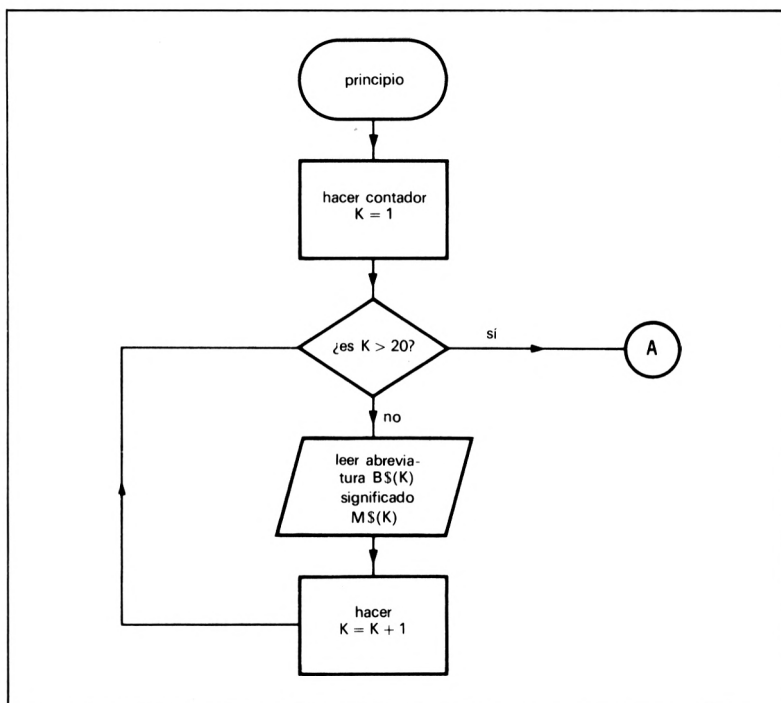 principio
hacer contador
K = 1
¿es K > 20?
sí
A
no
leer abrevia-
tura B$(K)
significado
M$(K)
hacer
K = K + 1